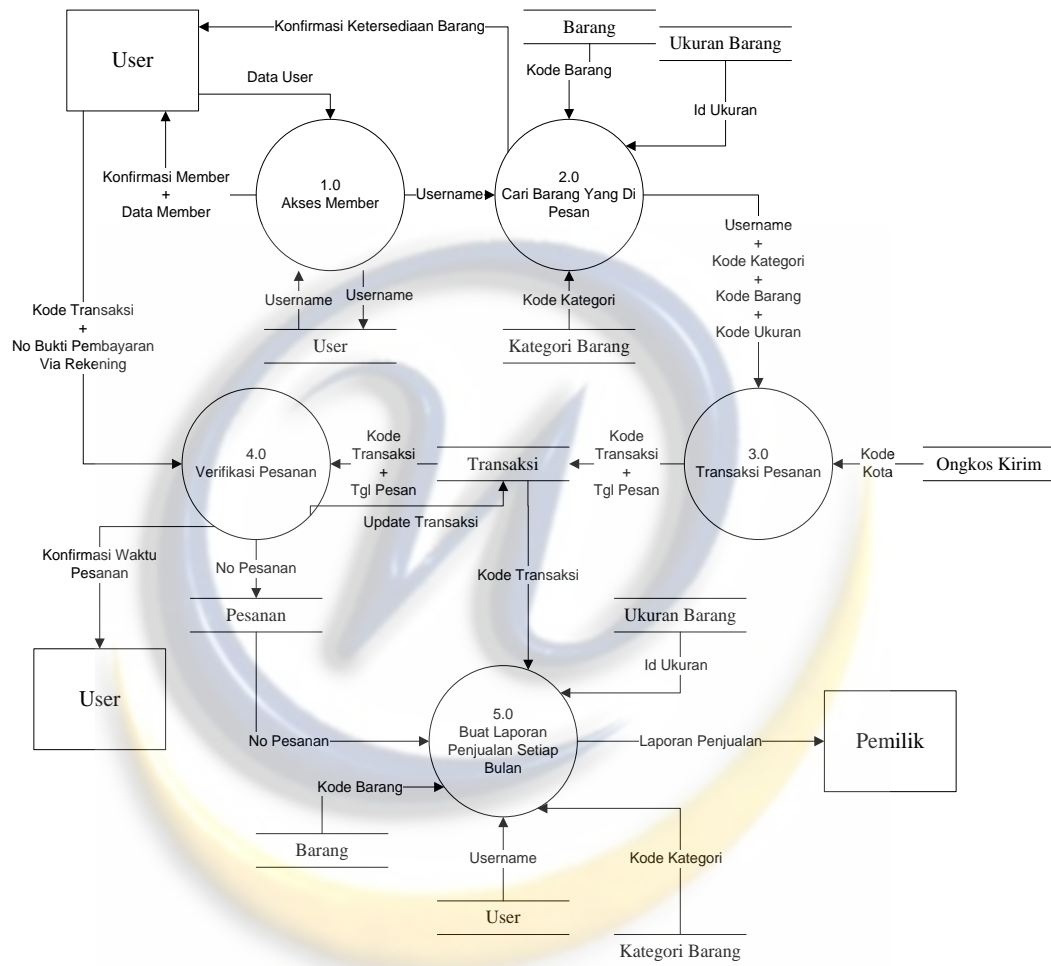 Konfirmasi Ketersediaan Barang
Barang
Ukuran Barang
User
Kode Barang
Data User
Id Ukuran
Konfirmasi Member
+
Data Member
1.0
Akses Member
Username
2.0
Cari Barang Yang Di
Pesan
Username
+
Kode Kategori
+
Kode Barang
+
Kode Ukuran
Username
Username
Kode Kategori
Kode Transaksi
+
No Bukti Pembayaran
Via Rekening
User
Kategori Barang
4.0
Verifikasi Pesanan
Kode
Transaksi
+
Tgl Pesan
Transaksi
Kode
Transaksi
+
Tgl Pesan
3.0
Transaksi Pesanan
Kode
Kota
Ongkos Kirim
Update Transaksi
Konfirmasi Waktu
Pesanan
No Pesanan
Kode Transaksi
Pesanan
Ukuran Barang
Id Ukuran
User
5.0
Buat Laporan
Penjualan Setiap
Bulan
No Pesanan
Laporan Penjualan
Pemilik
Kode Barang
Barang
Username
Kode Kategori
User
Kategori Barang